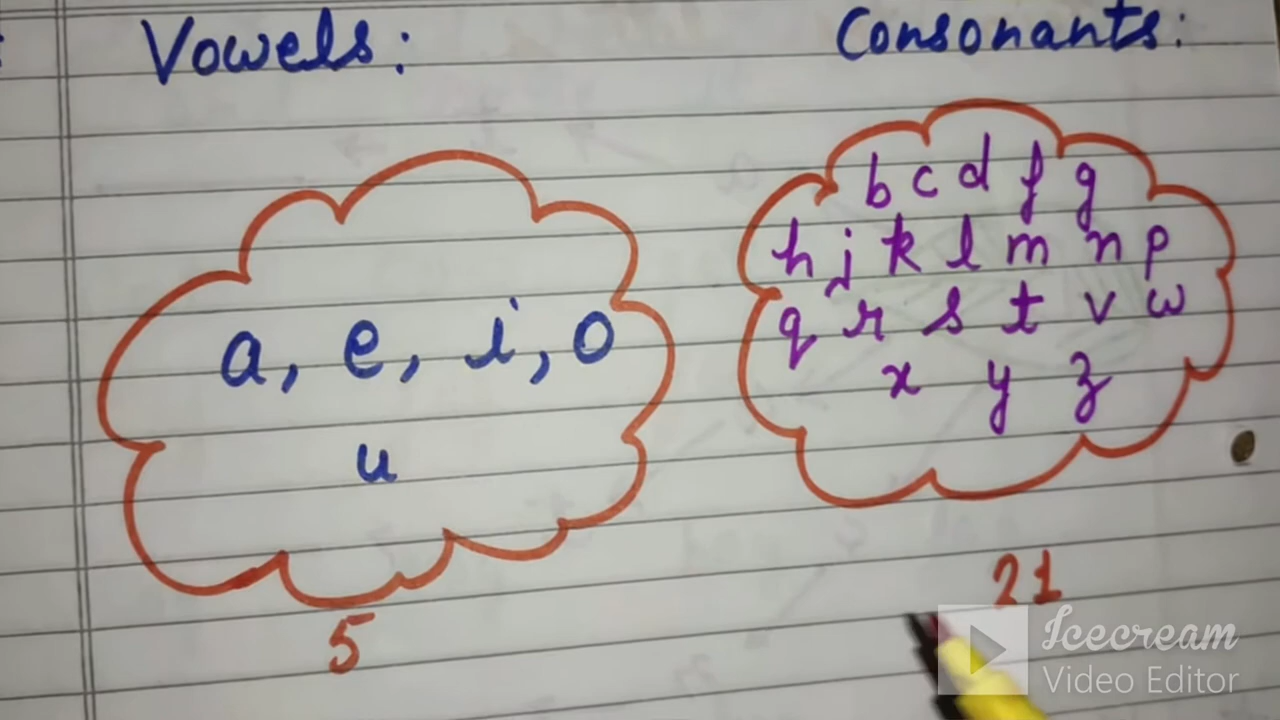 Vowels:
a, e, i, o
u
5
Consonants:
b c d f g
h j k l m n p
q r s t v w
x y z
21
Icecream
Video Editor